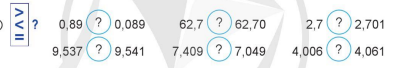 ) > < = ? 0,89 ? 0,089 62,7 ? 62,70 2,7 ? 2,701
9,537 ? 9,541 7,409 ? 7,049 4,006 ? 4,061